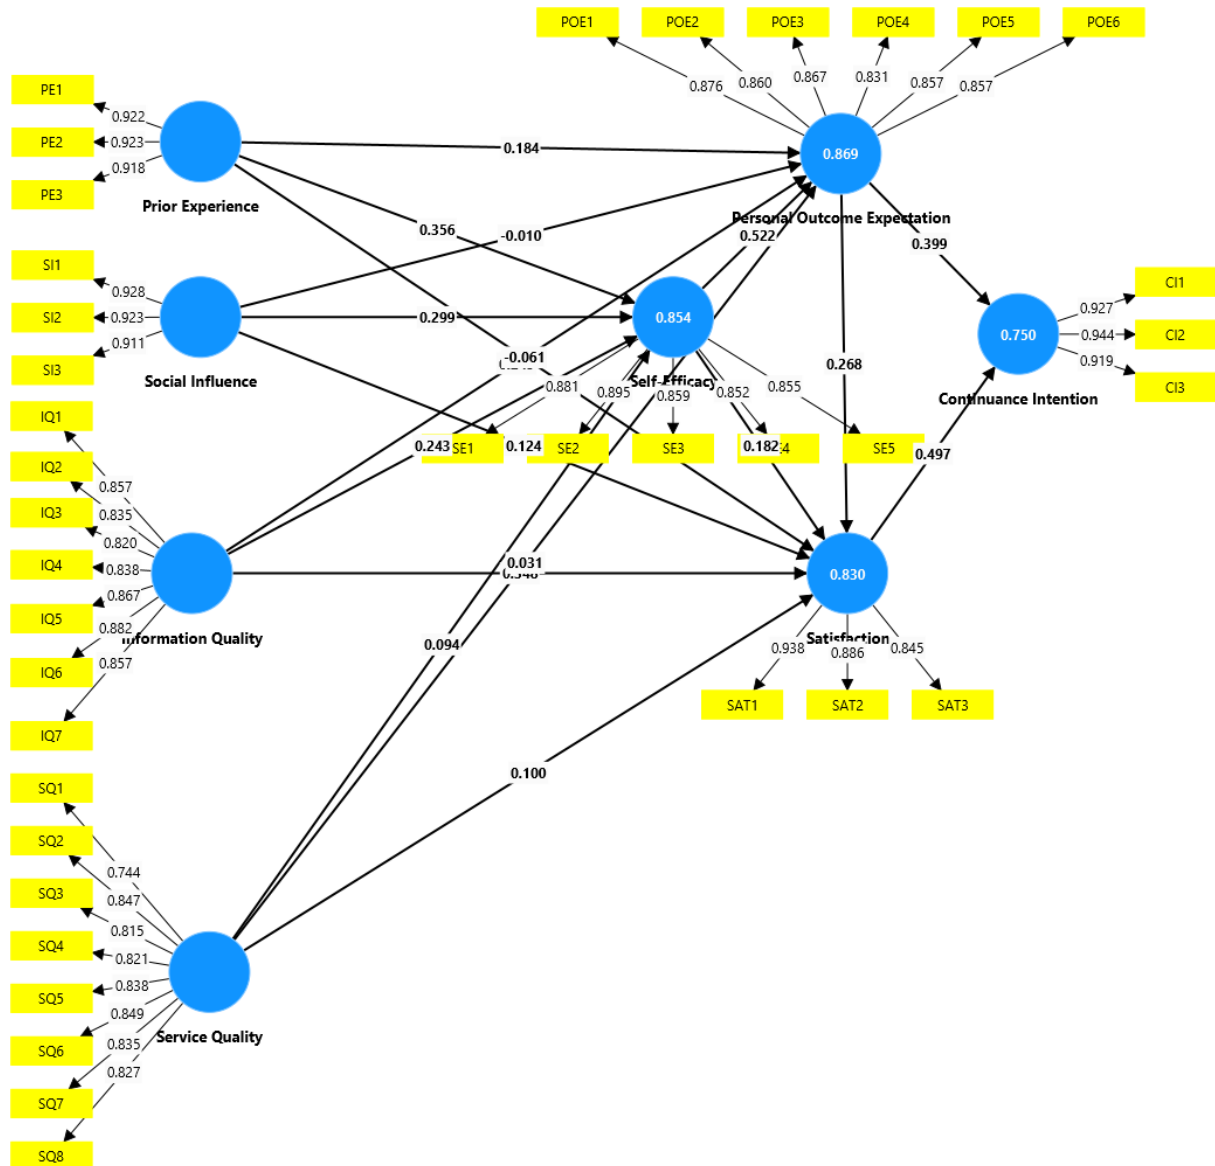 POE1
POE2
POE3
POE4
POE5
POE6
0.876
0.860
0.867
0.831
0.857
0.857
PE1
PE2
PE3
0.922
0.923
0.918
Prior Experience
0.184
0.869
Personal Outcome Expectation
0.356
-0.010
0.522
0.399
SI1
SI2
SI3
0.928
0.923
0.911
Social Influence
0.299
0.854
Self-Efficacy
0.750
Continuance Intention
CI1
CI2
CI3
0.927
0.944
0.919
-0.061
0.268
0.881
0.895
0.859
0.852
0.855
SE1
SE2
SE3
SE5
0.243
0.124
0.182
0.497
IQ1
IQ2
IQ3
IQ4
IQ5
IQ6
IQ7
0.857
0.835
0.820
0.838
0.867
0.882
0.857
Information Quality
0.031
0.830
Satisfaction
0.938
0.886
0.845
SAT1
SAT2
SAT3
0.094
0.100
SQ1
SQ2
SQ3
SQ4
SQ5
SQ6
SQ7
SQ8
0.744
0.847
0.815
0.821
0.838
0.849
0.835
0.827
Service Quality